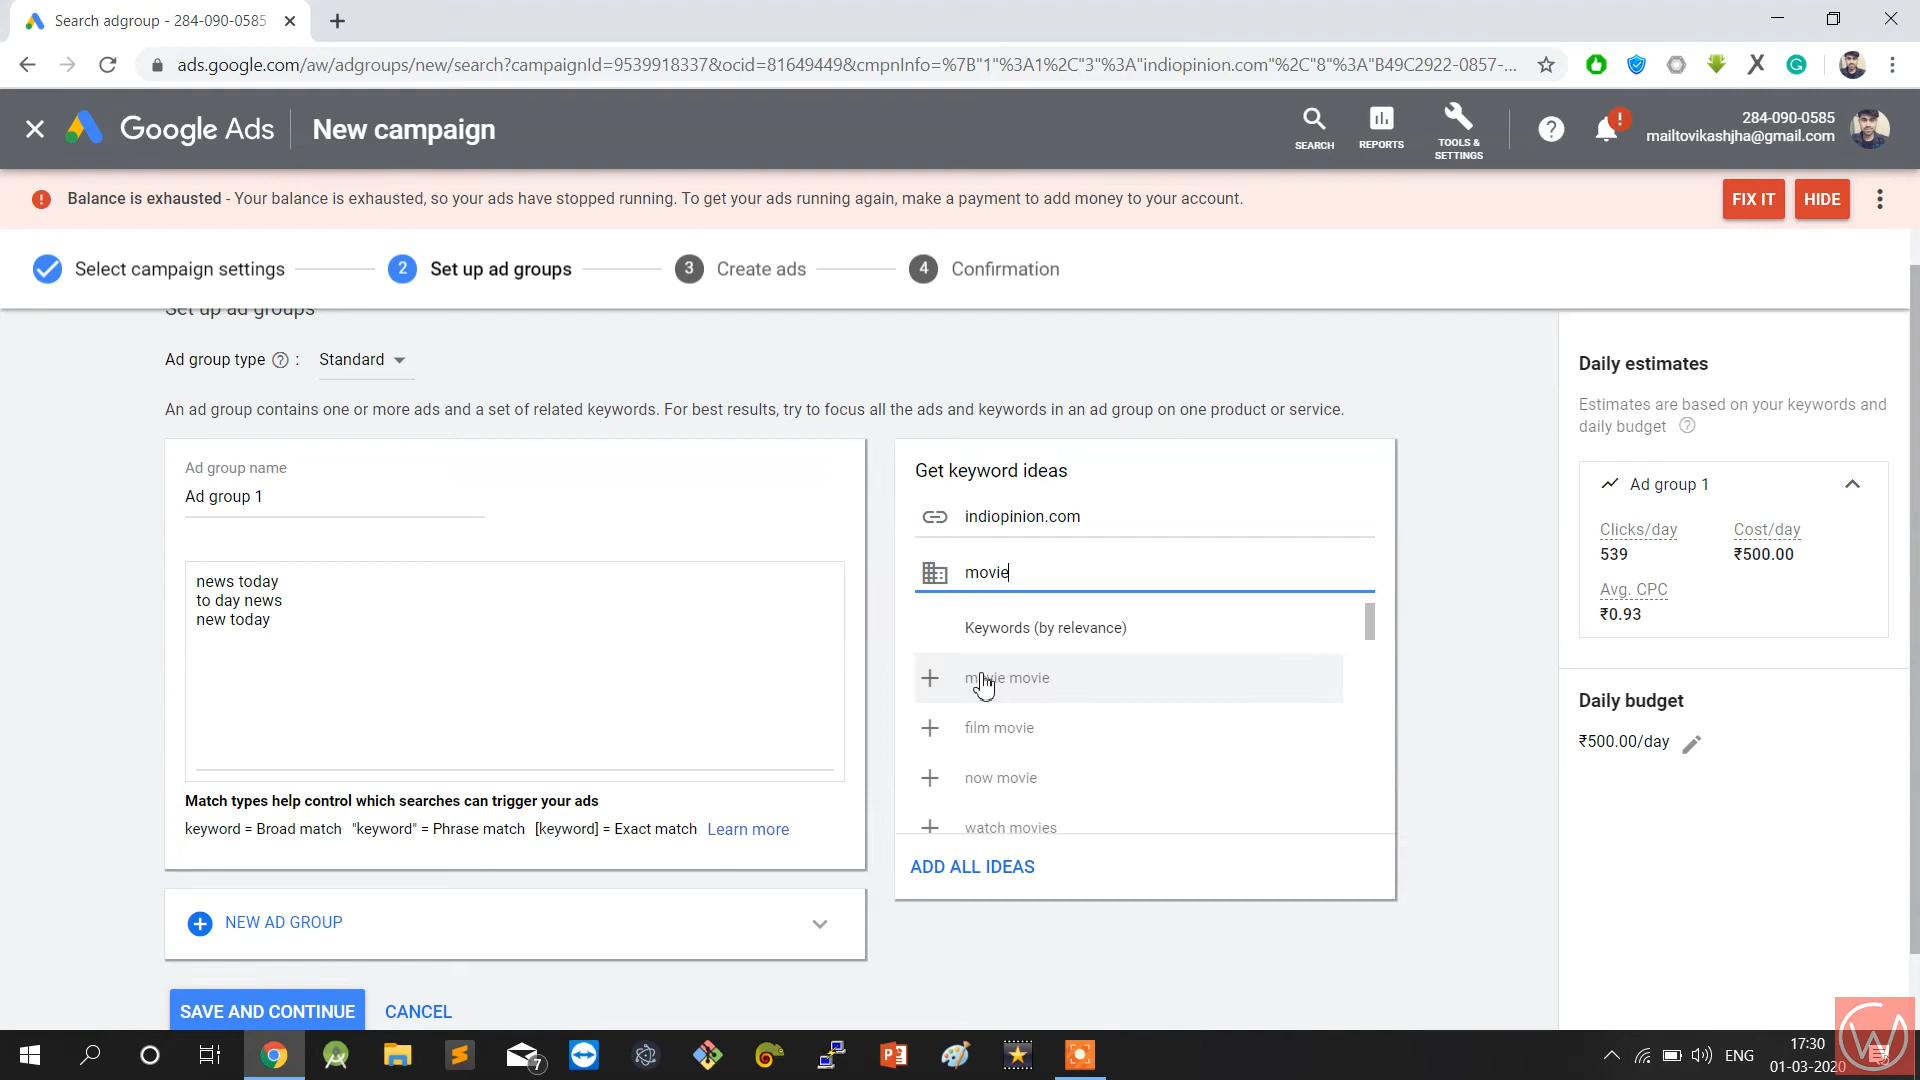 Search adgroup - 284-090-0585
ads.google.com/aw/adgroups/new/search?campaignId=9539918337&ocid=81649449&cmpnInfo=%7B"1"%3A1%2C"3"%3A"indiopinion.com"%2C"8"%3A"B49C2922-0857-...
Google Ads
New campaign
SEARCH
REPORTS
TOOLS & SETTINGS
284-090-0585
mailtovikashjha@gmail.com
Balance is exhausted - Your balance is exhausted, so your ads have stopped running. To get your ads running again, make a payment to add money to your account.
FIX IT
HIDE
Select campaign settings
2 Set up ad groups
3 Create ads
4 Confirmation
Set up ad groups
Ad group type ? : Standard
An ad group contains one or more ads and a set of related keywords. For best results, try to focus all the ads and keywords in an ad group on one product or service.
Ad group name
Ad group 1
news today
to day news
new today
Match types help control which searches can trigger your ads
keyword = Broad match "keyword" = Phrase match [keyword] = Exact match Learn more
NEW AD GROUP
SAVE AND CONTINUE
CANCEL
Get keyword ideas
indiopinion.com
movie
Keywords (by relevance)
movie movie
film movie
now movie
watch movies
ADD ALL IDEAS
Daily estimates
Estimates are based on your keywords and
daily budget ?
Ad group 1
Clicks/day
539
Cost/day
₹500.00
Avg. CPC
₹0.93
Daily budget
₹500.00/day
7
ENG
17:30
01-03-2020